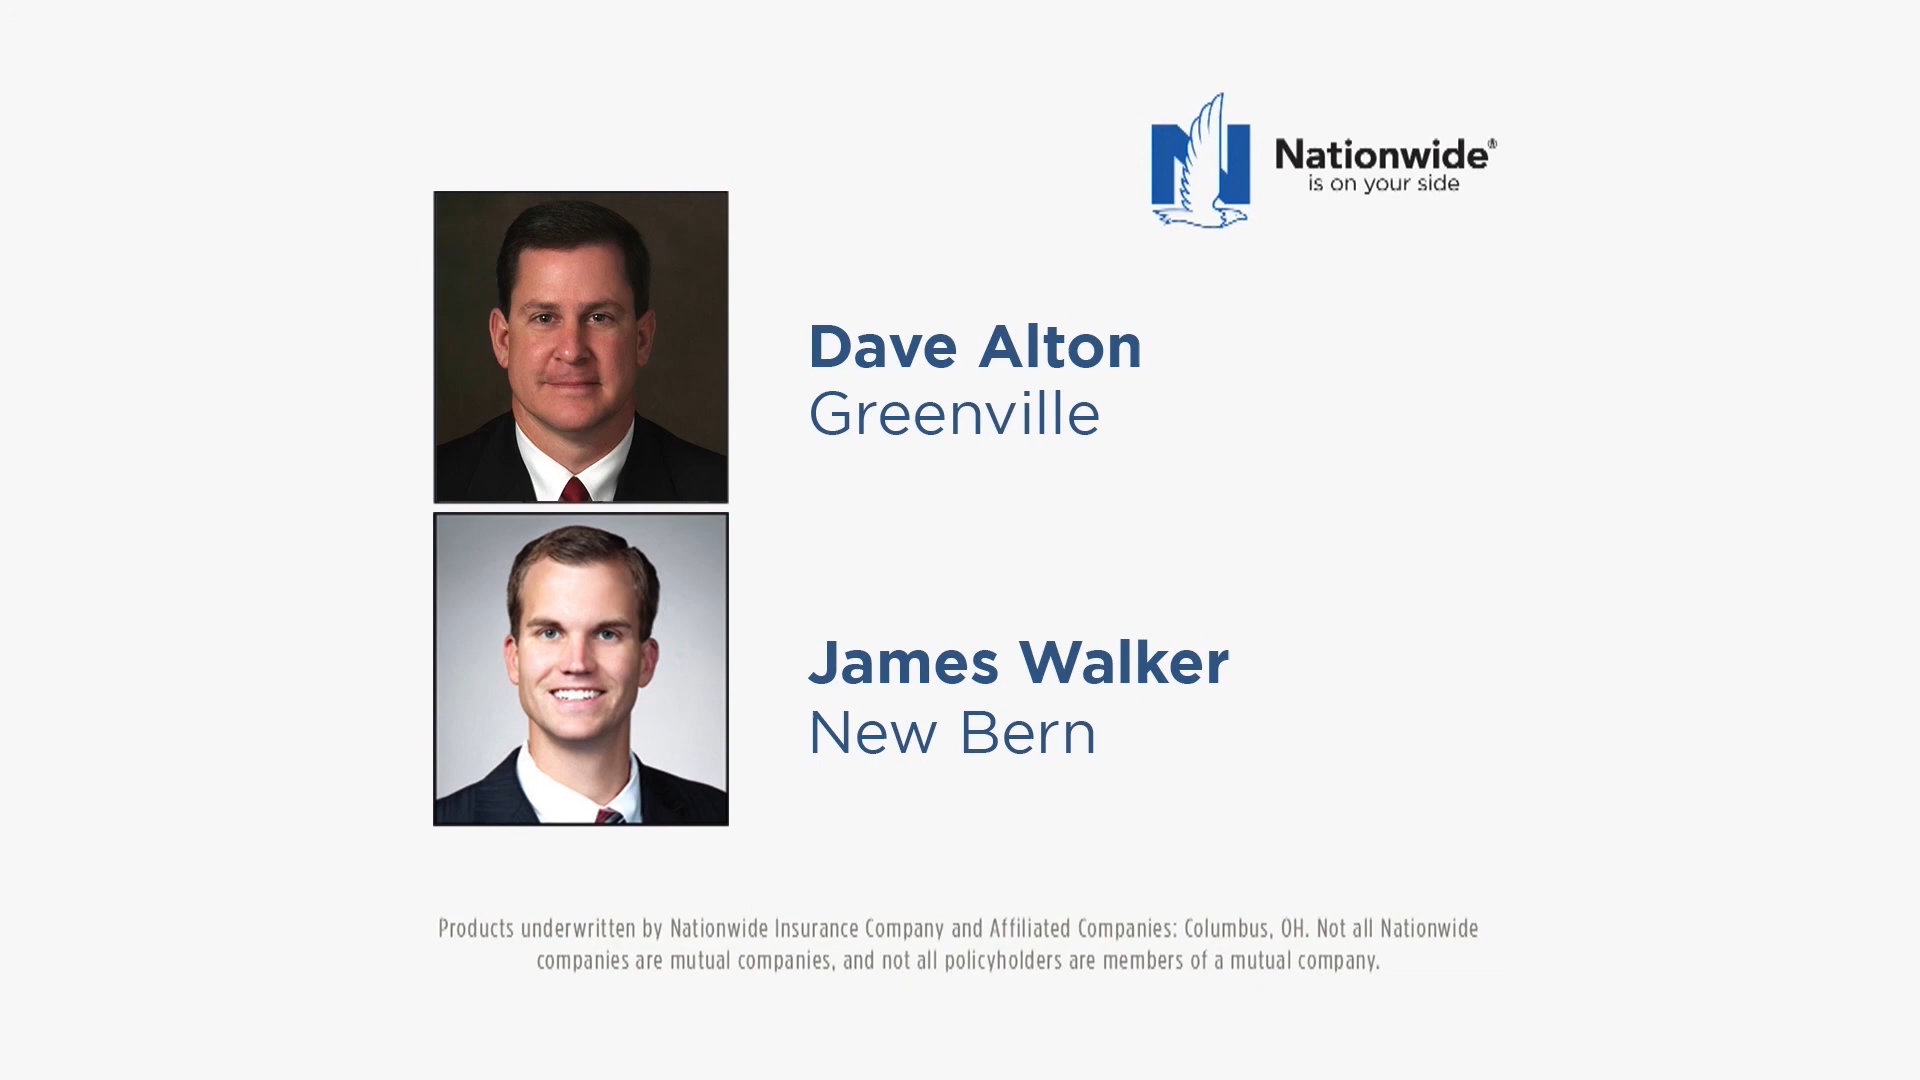 Nationwide®
is on your side
Dave Alton
Greenville
James Walker
New Bern
Products underwritten by Nationwide Insurance Company and Affiliated Companies: Columbus, OH. Not all Nationwide
companies are mutual companies, and not all policyholders are members of a mutual company.